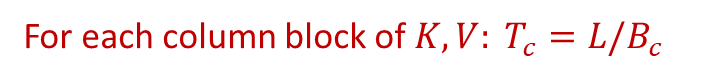 For each column block of K, V: T_c = L/B_c